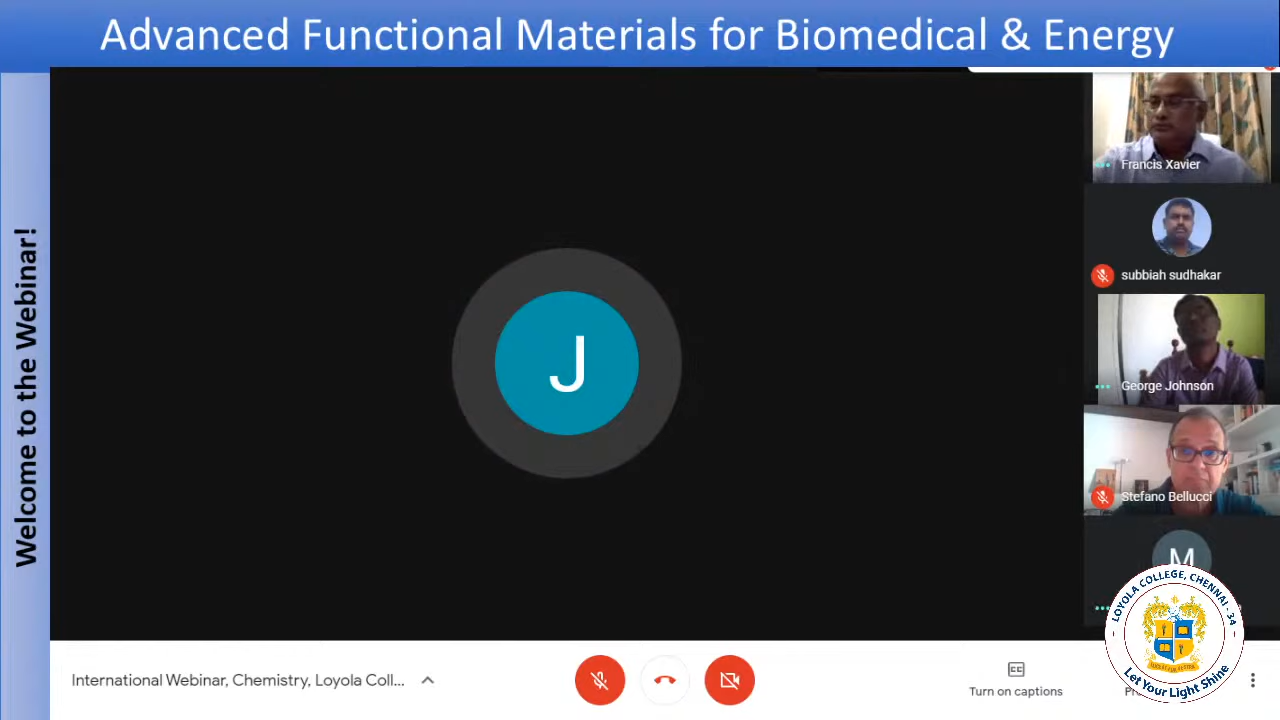 Advanced Functional Materials for Biomedical & Energy
Welcome to the Webinar!
J
Francis Xavier
subbiah sudhakar
George Johnson
Stefano Bellucci
M
LOYOLA COLLEGE, CHENNAI - 34
Let Your Light Shine
International Webinar, Chemistry, Loyola Coll...
CC
Turn on captions